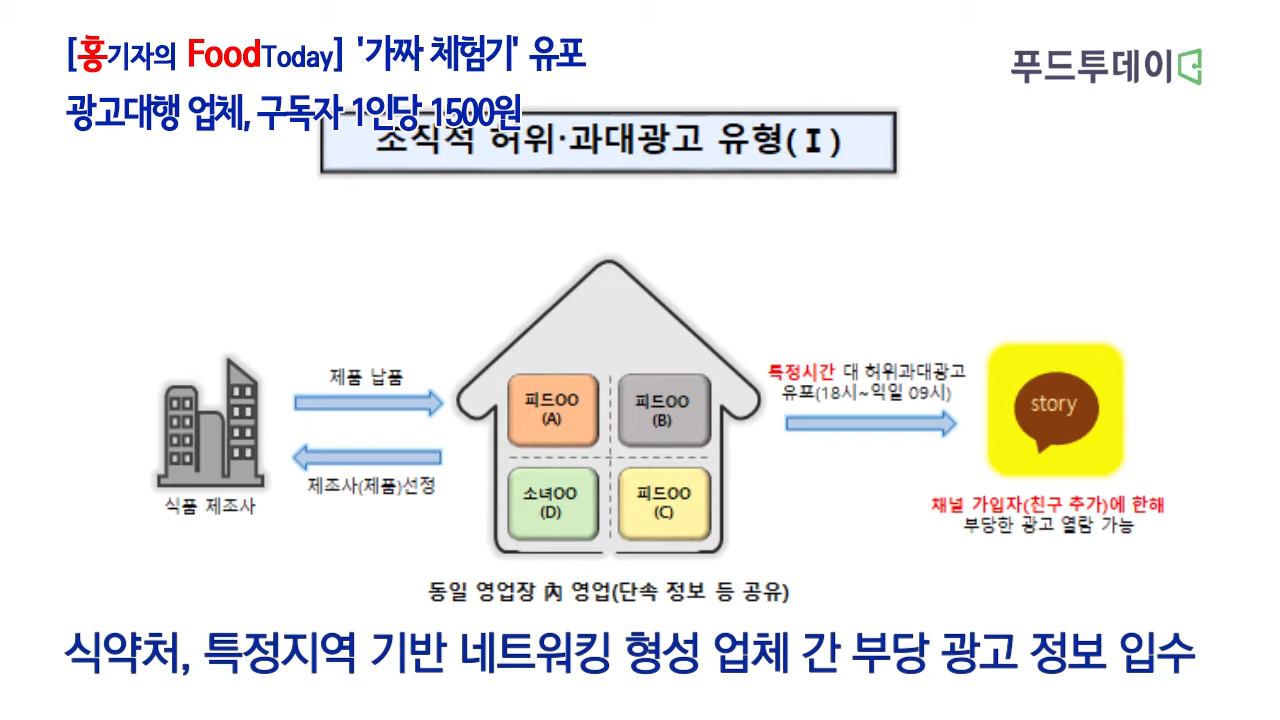 [홍기자의 FoodToday] '가짜 체험기' 유포
푸드투데이
광고대행 업체, 구독자 1인당 1500원
조직적 허위·과대광고 유형(Ⅰ)
식품 제조사
제품 납품
제조사(제품)선정
피드OO
(A)
피드OO
(B)
소녀OO
(D)
피드OO
(C)
동일 영업장 內 영업(단속 정보 등 공유)
특정시간 대 허위과대광고
유포(18시~익일 09시)
story
채널 가입자(친구 추가)에 한해
부당한 광고 열람 가능
식약처, 특정지역 기반 네트워킹 형성 업체 간 부당 광고 정보 입수